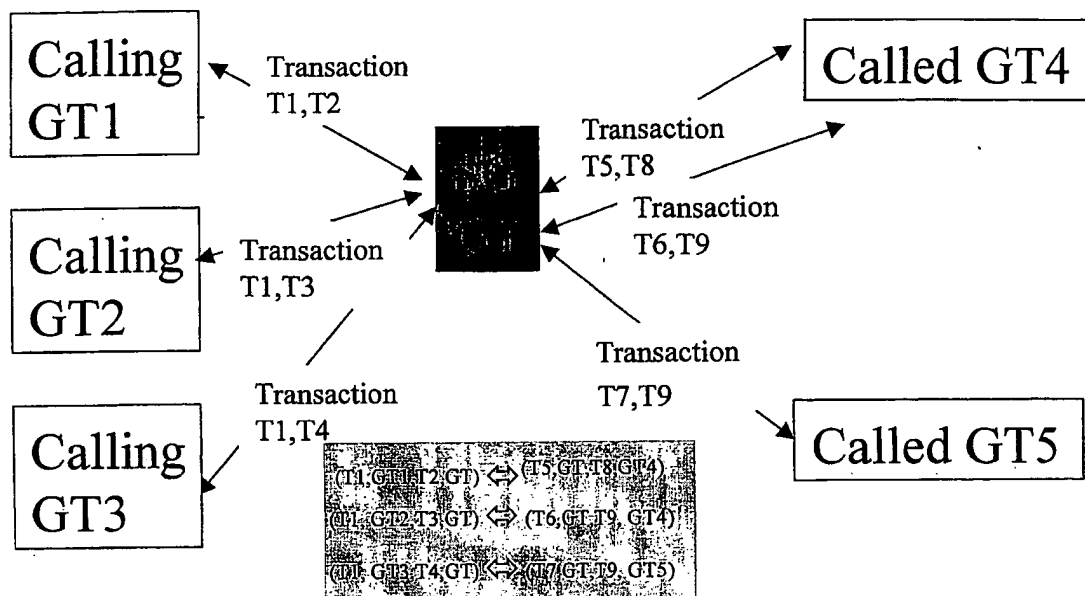 Calling
GT1
Transaction
T1,T2
Called GT4
Transaction
T5,T8
Calling
GT2
Transaction
T1,T3
Transaction
T6,T9
Calling
GT3
Transaction
T1,T4
Transaction
T7,T9
Called GT5
(T1,GT1,T2,GT) ⇔ (T5,GT,T8,GT4)
(T1, GT2,T3,GT) ⇔ (T6,GT,T9, GT4)
(T1, GT3,T4,GT) ⇔ (T7,GT,T9, GT5)